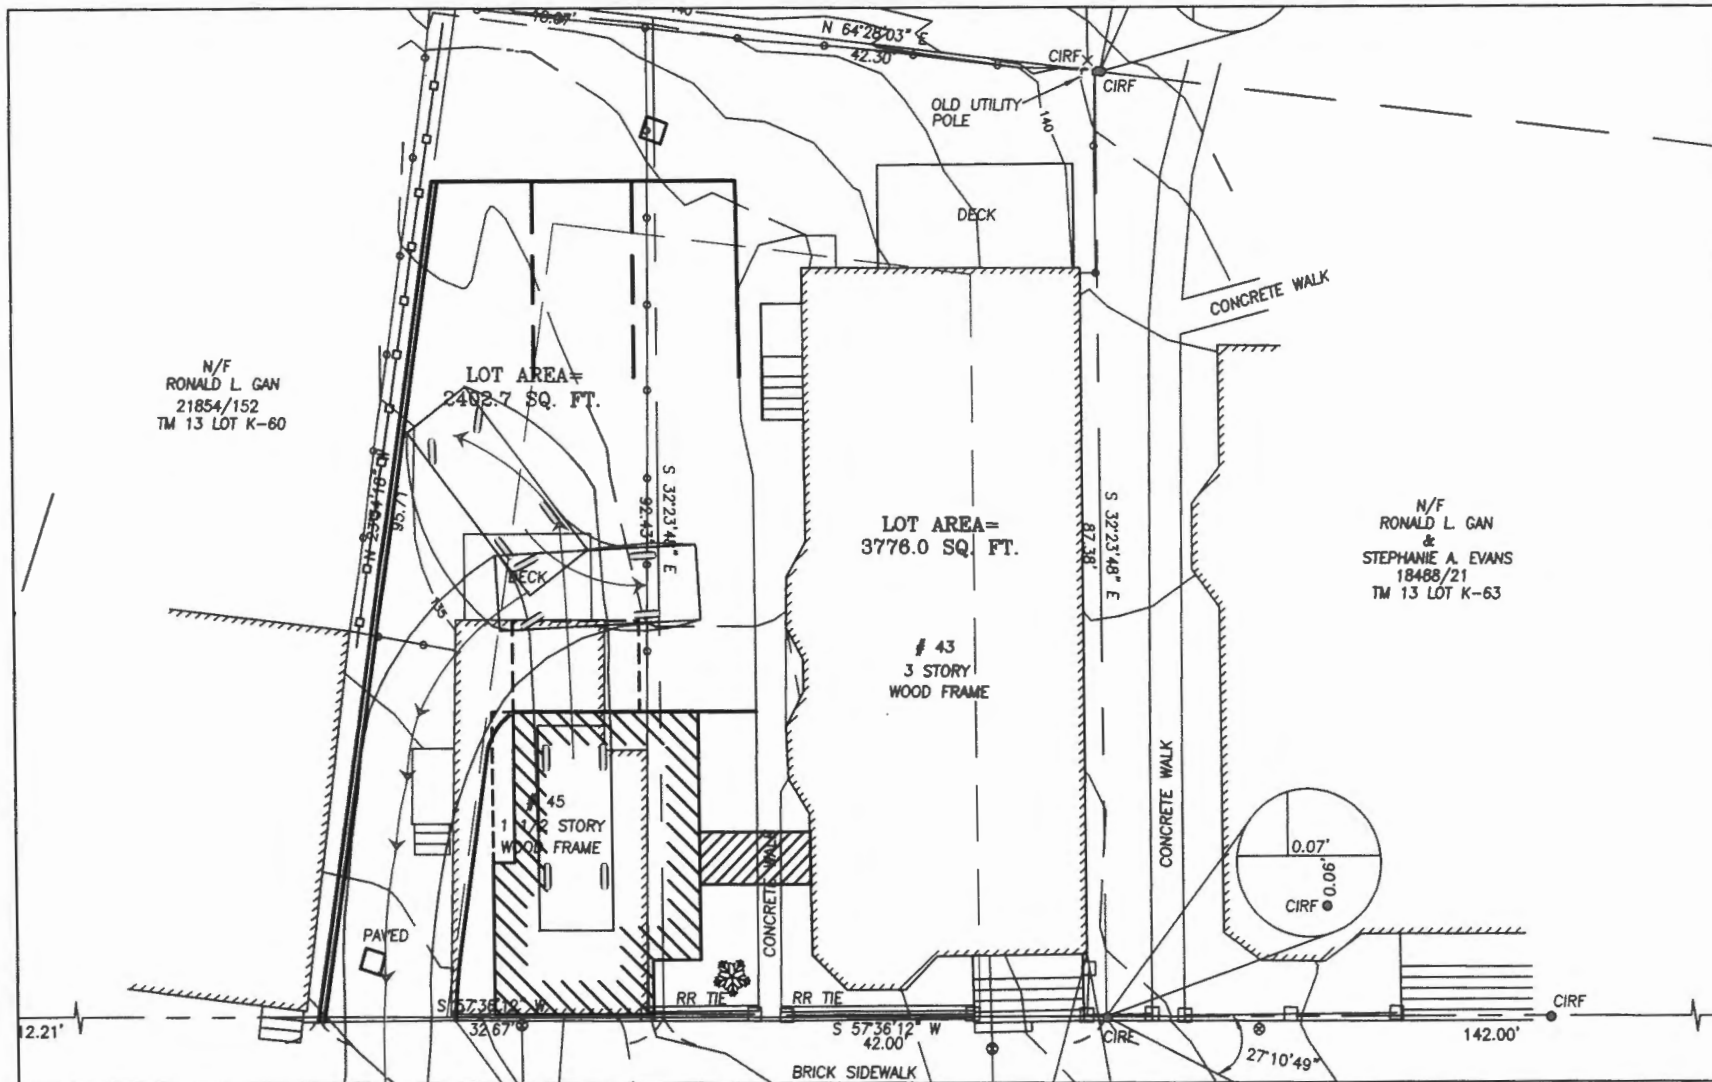 140
16.07'
N 64°28'03" E
42.30'
CIRF
CIRF
OLD UTILITY
POLE
140
DECK
CONCRETE WALK
N/F
RONALD L. GAN
21854/152
TM 13 LOT K-60
LOT AREA=
2402.7 SQ. FT.
95.71'
S 32°23'48" E
92.43'
LOT AREA=
3776.0 SQ. FT.
S 32°23'48" E
87.38'
N/F
RONALD L. GAN
&
STEPHANIE A. EVANS
18488/21
TM 13 LOT K-63
DECK
135
# 43
3 STORY
WOOD FRAME
# 45
1 1/2 STORY
WOOD FRAME
CONCRETE WALK
CONCRETE WALK
0.07'
0.06'
CIRF
PAVED
RR TIE
RR TIE
S 57°36'12" W
32.67'
S 57°36'12" W
42.00'
CIRF
CIRF
12.21'
142.00'
27°10'49"
BRICK SIDEWALK